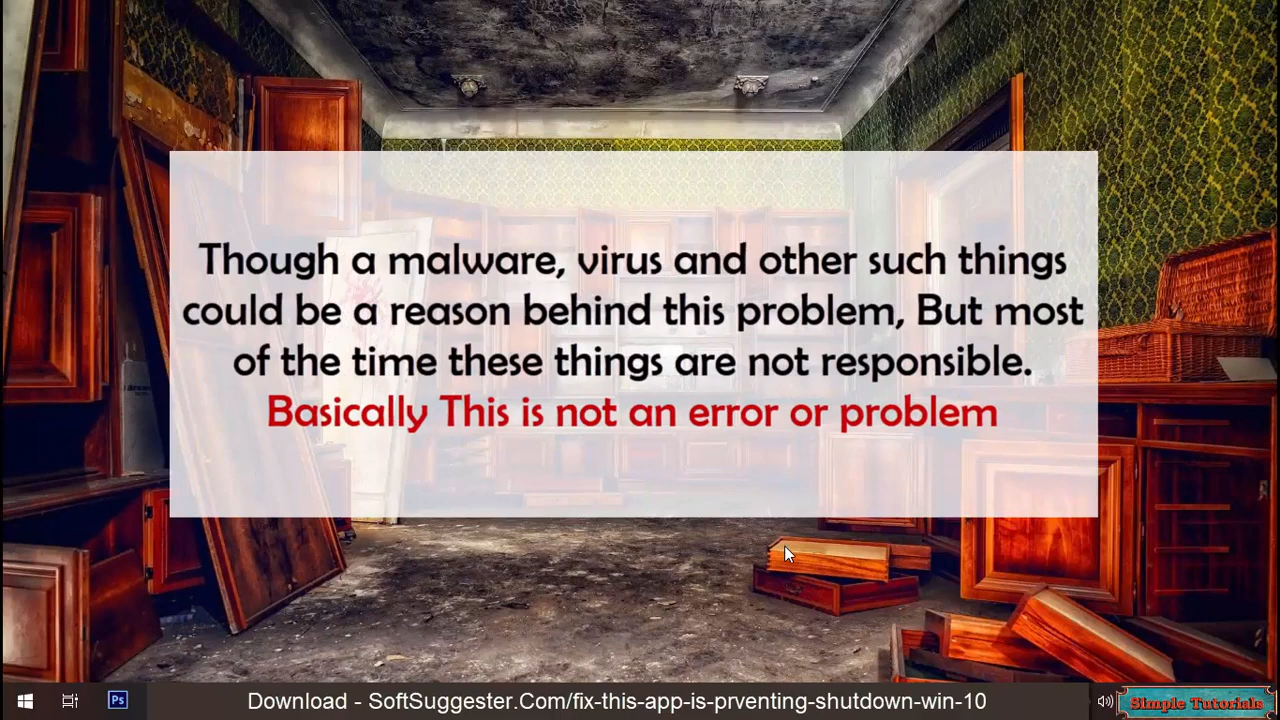 Though a malware, virus and other such things
could be a reason behind this problem, But most
of the time these things are not responsible.
Basically This is not an error or problem
Ps
Download - SoftSuggester.Com/fix-this-app-is-prventing-shutdown-win-10
Simple Tutorials